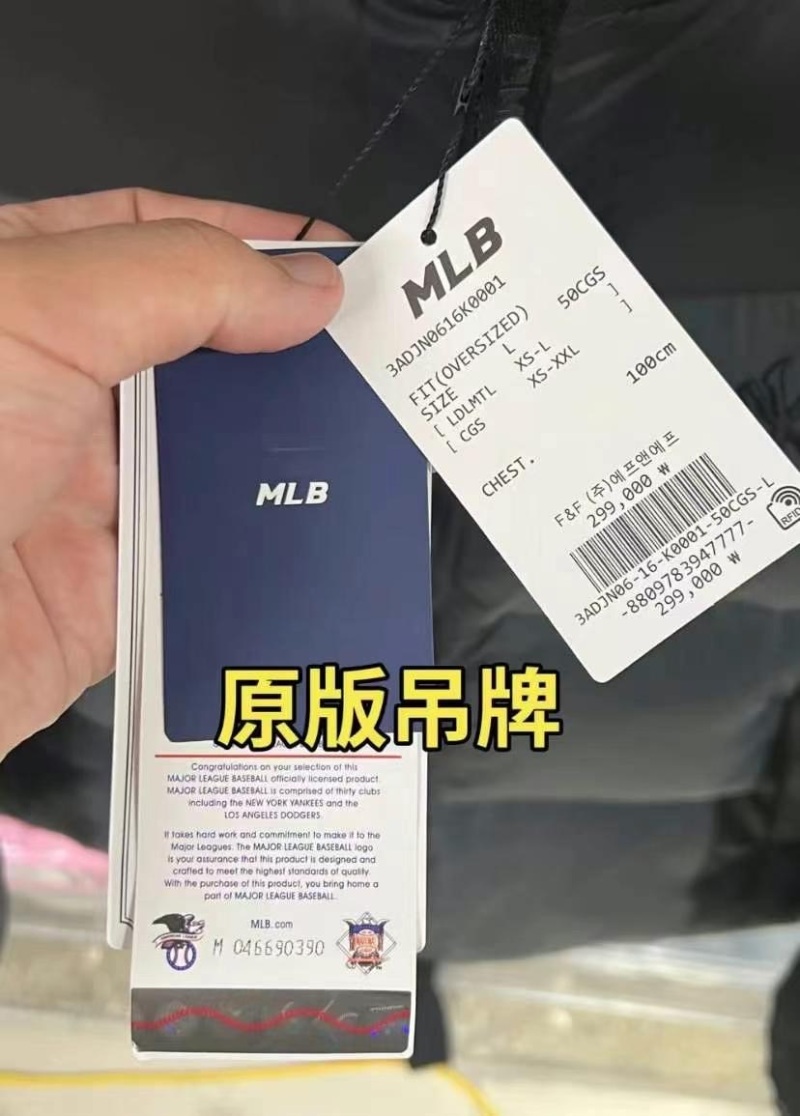 MLB
3ADJN0616K0001
FIT(OVERSIZED) 50CGS
SIZE L
[ LDLMTL XS-L ]
[ CGS XS-XXL ]
CHEST. 100cm
F&F (주)에프앤에프
299,000 ₩
3ADJN06-16-K0001-50CGS-L
-8809783947777-
299,000 ₩
RFID
MLB
原版吊牌
Congratulations on your selection of this
MAJOR LEAGUE BASEBALL officially licensed product.
MAJOR LEAGUE BASEBALL is comprised of thirty clubs
including the NEW YORK YANKEES and the
LOS ANGELES DODGERS.
It takes hard work and commitment to make it to the
Major Leagues. The MAJOR LEAGUE BASEBALL logo
is your assurance that this product is designed and
crafted to meet the highest standards of quality.
With the purchase of this product, you bring home a
part of MAJOR LEAGUE BASEBALL.
MLB.com
M 046690390